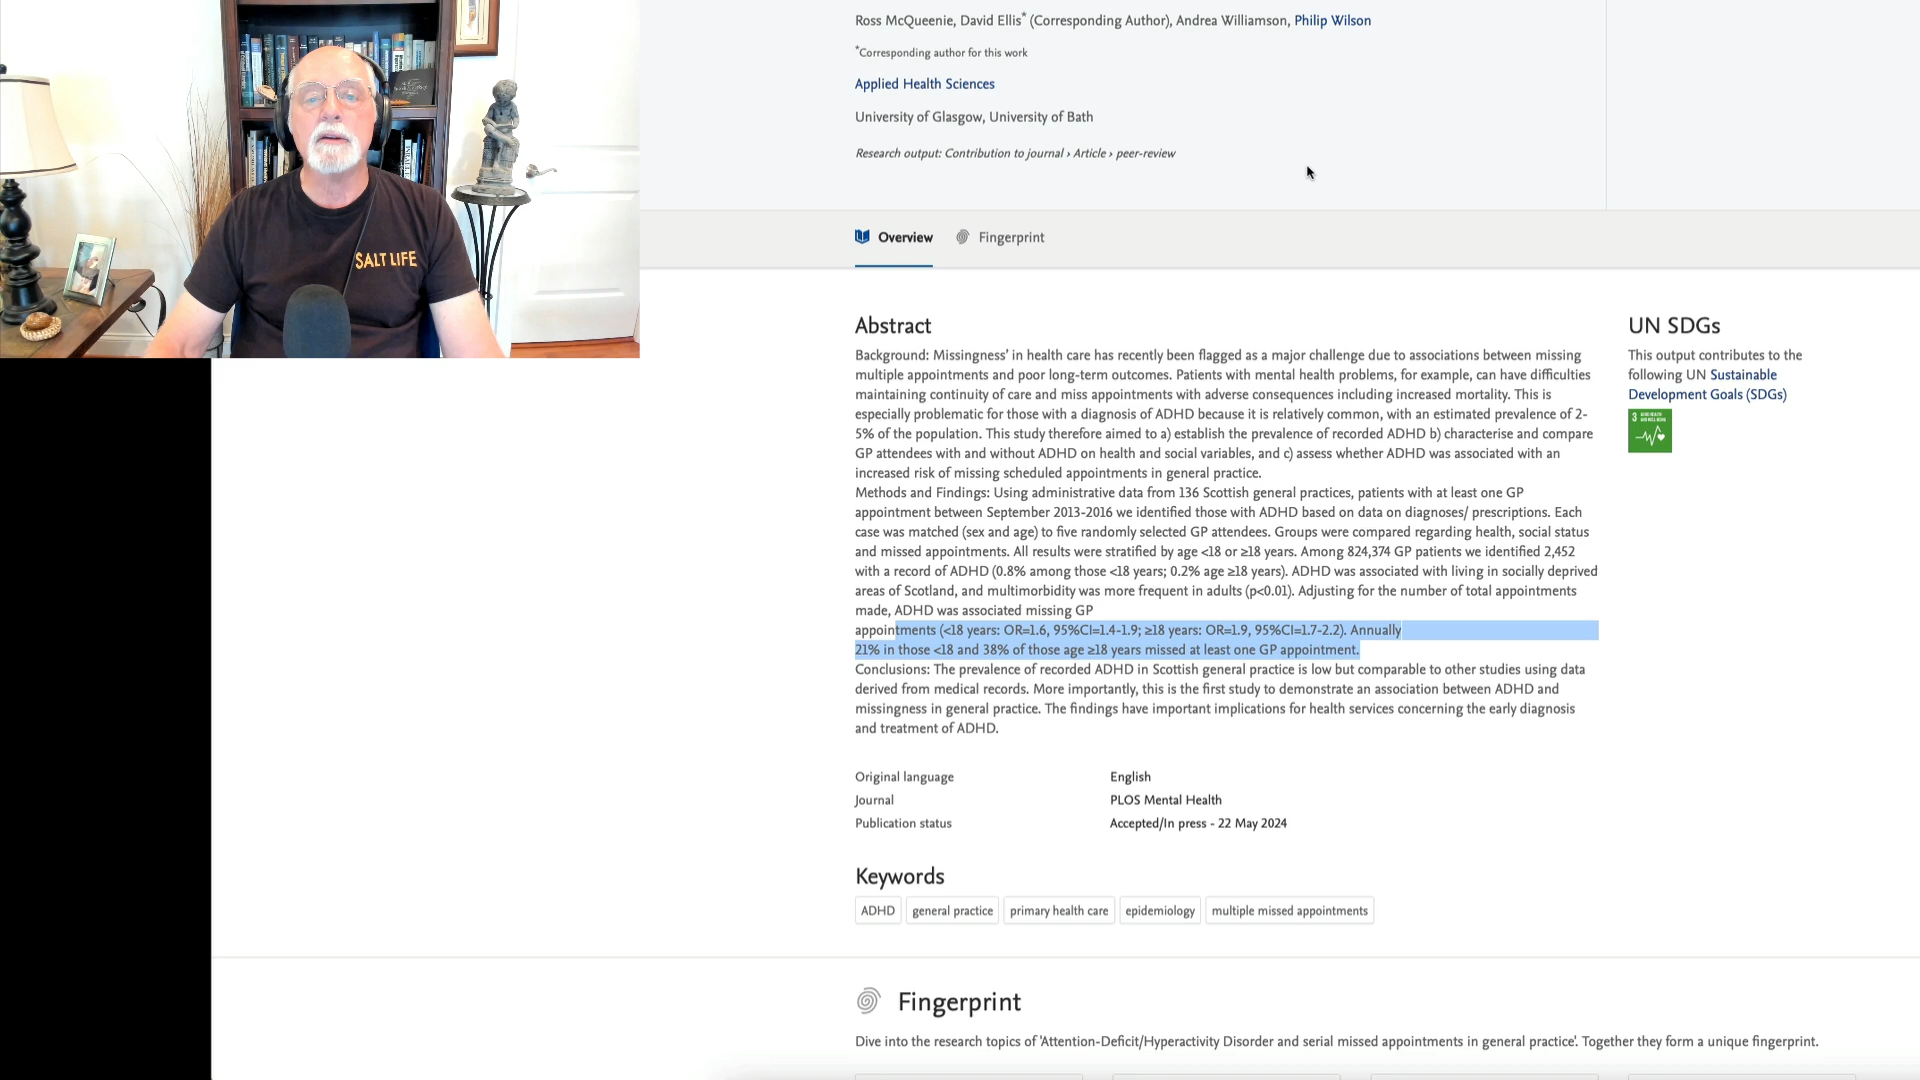 Ross McQueenie, David Ellis* (Corresponding Author), Andrea Williamson, Philip Wilson
*Corresponding author for this work
Applied Health Sciences
University of Glasgow, University of Bath
Research output: Contribution to journal › Article › peer-review
SALT LIFE
Overview
Fingerprint
Abstract
Background: Missingness’ in health care has recently been flagged as a major challenge due to associations between missing
multiple appointments and poor long-term outcomes. Patients with mental health problems, for example, can have difficulties
maintaining continuity of care and miss appointments with adverse consequences including increased mortality. This is
especially problematic for those with a diagnosis of ADHD because it is relatively common, with an estimated prevalence of 2-
5% of the population. This study therefore aimed to a) establish the prevalence of recorded ADHD b) characterise and compare
GP attendees with and without ADHD on health and social variables, and c) assess whether ADHD was associated with an
increased risk of missing scheduled appointments in general practice.
Methods and Findings: Using administrative data from 136 Scottish general practices, patients with at least one GP
appointment between September 2013-2016 we identified those with ADHD based on data on diagnoses/ prescriptions. Each
case was matched (sex and age) to five randomly selected GP attendees. Groups were compared regarding health, social status
and missed appointments. All results were stratified by age <18 or ≥18 years. Among 824,374 GP patients we identified 2,452
with a record of ADHD (0.8% among those <18 years; 0.2% age ≥18 years). ADHD was associated with living in socially deprived
areas of Scotland, and multimorbidity was more frequent in adults (p<0.01). Adjusting for the number of total appointments
made, ADHD was associated missing GP
appointments (<18 years: OR=1.6, 95%CI=1.4-1.9; ≥18 years: OR=1.9, 95%CI=1.7-2.2). Annually
21% in those <18 and 38% of those age ≥18 years missed at least one GP appointment.
Conclusions: The prevalence of recorded ADHD in Scottish general practice is low but comparable to other studies using data
derived from medical records. More importantly, this is the first study to demonstrate an association between ADHD and
missingness in general practice. The findings have important implications for health services concerning the early diagnosis
and treatment of ADHD.
UN SDGs
This output contributes to the
following UN Sustainable
Development Goals (SDGs)
3
Original language English
Journal PLOS Mental Health
Publication status Accepted/In press - 22 May 2024
Keywords
ADHD
general practice
primary health care
epidemiology
multiple missed appointments
Fingerprint
Dive into the research topics of 'Attention-Deficit/Hyperactivity Disorder and serial missed appointments in general practice'. Together they form a unique fingerprint.